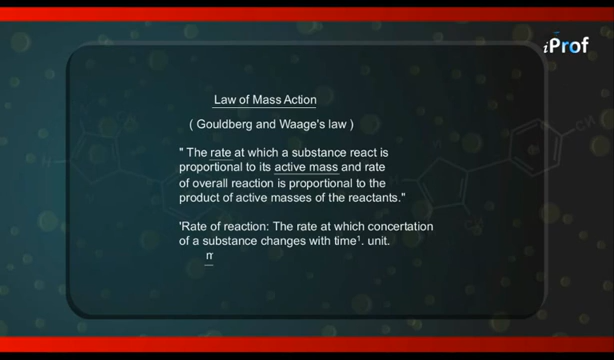 iProf
Law of Mass Action
( Gouldberg and Waage's law )
" The rate at which a substance react is
proportional to its active mass and rate
of overall reaction is proportional to the
product of active masses of the reactants."
'Rate of reaction: The rate at which concertation
of a substance changes with time¹. unit.